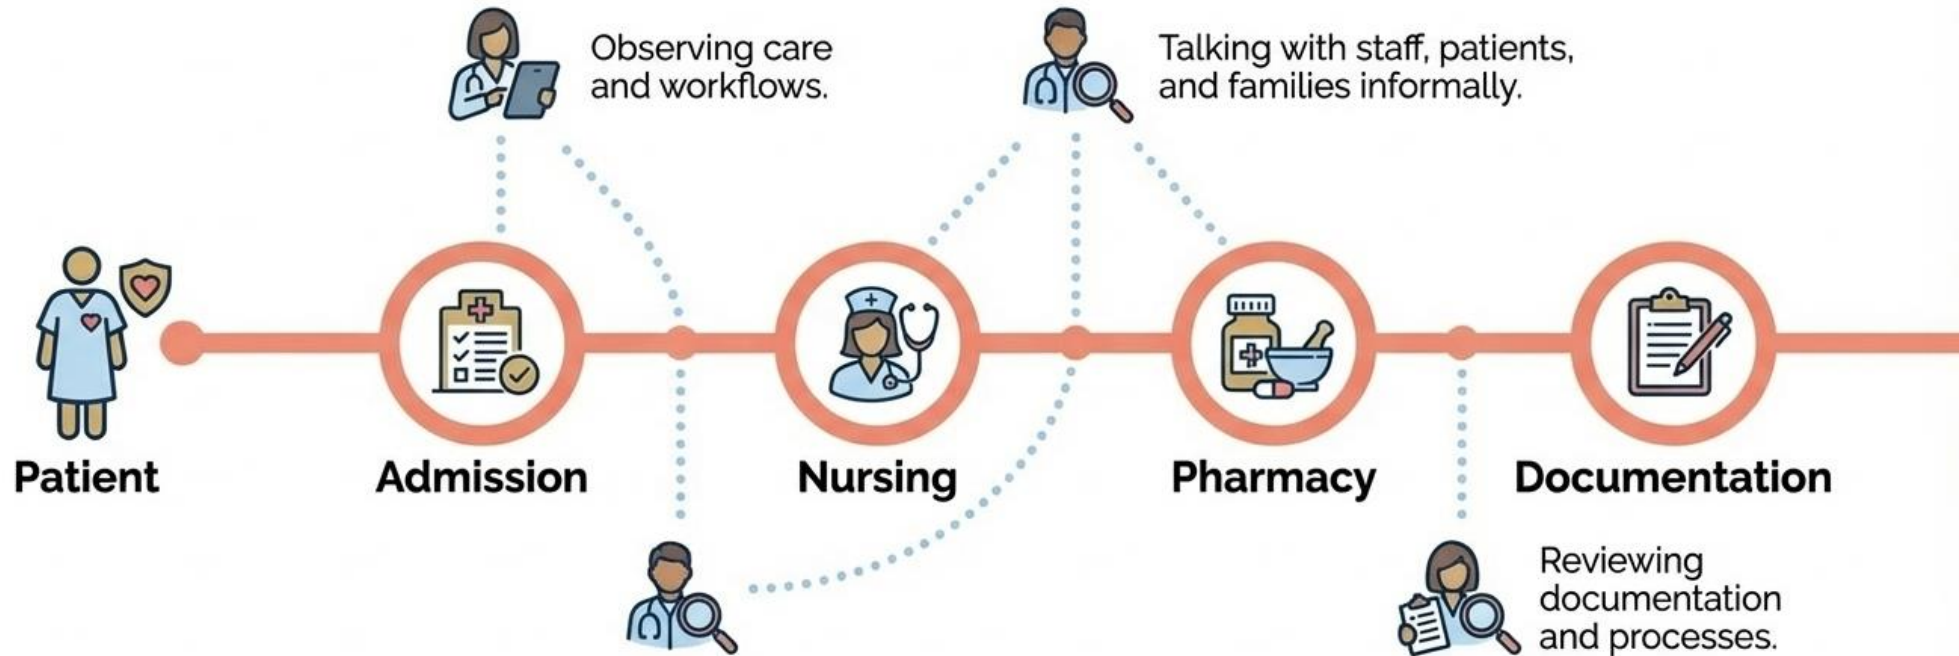 Observing care
and workflows.
Talking with staff, patients,
and families informally.
Patient
Admission
Nursing
Pharmacy
Documentation
Reviewing
documentation
and processes.